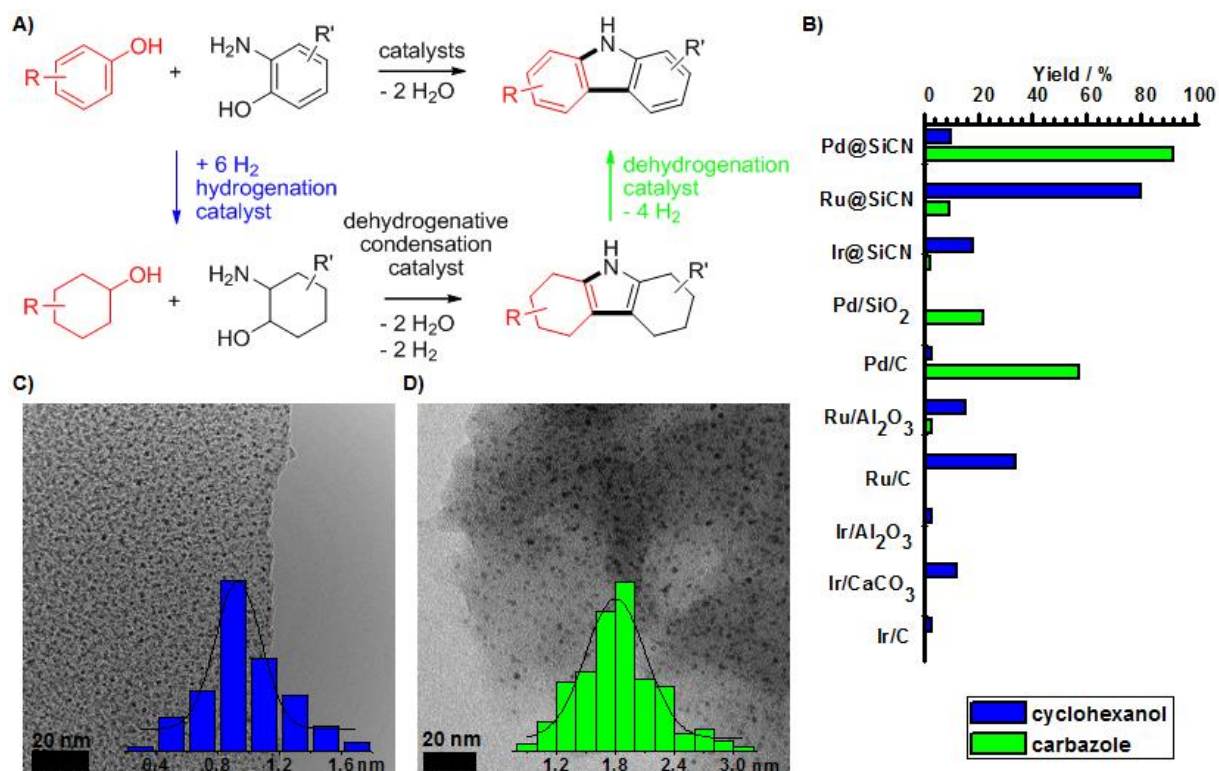 A)
OH
R
+
H₂N
R'
HO
catalysts
- 2 H₂O
H
N
R'
R
+ 6 H₂
hydrogenation
catalyst
dehydrogenation
catalyst
- 4 H₂
OH
R
+
H₂N
R'
HO
dehydrogenative
condensation
catalyst
- 2 H₂O
- 2 H₂
H
N
R'
R
B)
Yield / %
0 20 40 60 80 100
Pd@SiCN
Ru@SiCN
Ir@SiCN
Pd/SiO₂
Pd/C
Ru/Al₂O₃
Ru/C
Ir/Al₂O₃
Ir/CaCO₃
Ir/C
cyclohexanol
carbazole
C)
20 nm
0.4 0.8 1.2 1.6 nm
D)
20 nm
1.2 1.8 2.4 3.0 nm